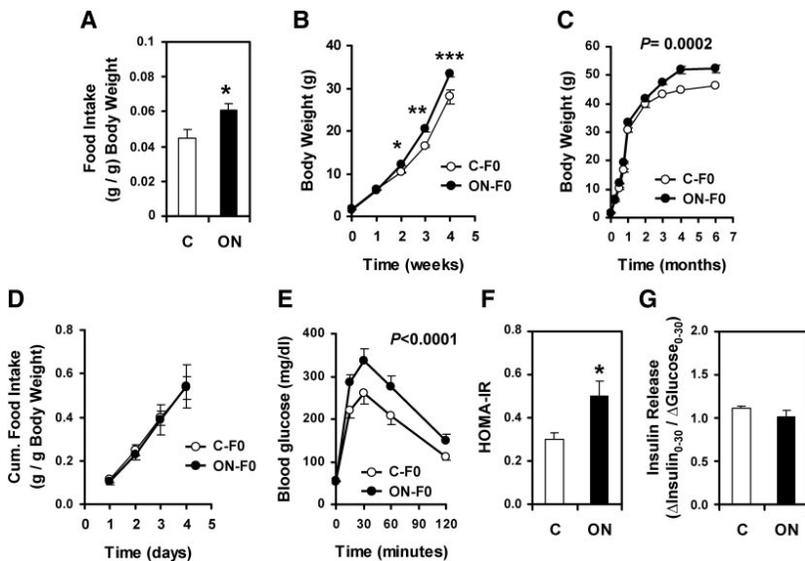 A
Food Intake
(g / g) Body Weight
0.1
0.08
0.06
0.04
0.02
0
*
C ON
B
Body Weight (g)
40
30
20
10
0
*
**
***
C-F0
ON-F0
0 1 2 3 4 5
Time (weeks)
C
Body Weight (g)
60
50
40
30
20
10
0
P= 0.0002
C-F0
ON-F0
0 1 2 3 4 5 6 7
Time (months)
D
Cum. Food Intake
(g / g Body Weight)
0.8
0.6
0.4
0.2
0.0
C-F0
ON-F0
0 1 2 3 4 5
Time (days)
E
Blood glucose (mg/dl)
400
300
200
100
0
P<0.0001
C-F0
ON-F0
0 30 60 90 120
Time (minutes)
F
HOMA-IR
0.8
0.6
0.4
0.2
0.0
*
C ON
G
Insulin Release
(ΔInsulin0-30 / ΔGlucose0-30)
2.0
1.5
1.0
0.5
0.0
C ON